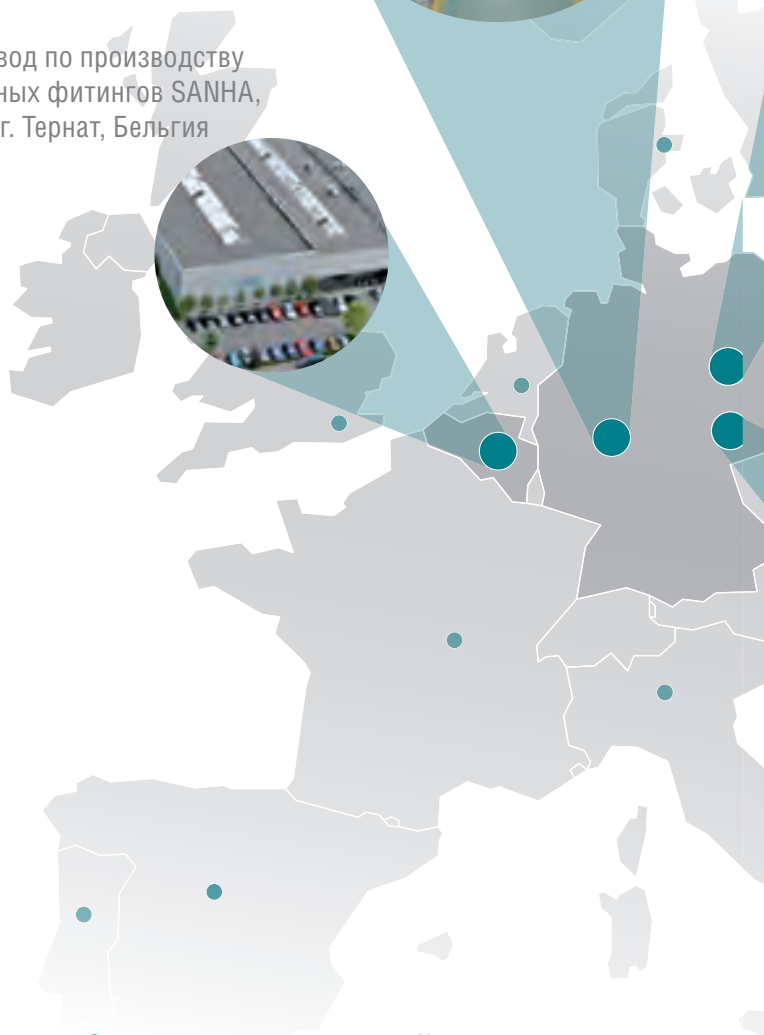 вод по производству
ных фитингов SANHA,
г. Тернат, Бельгия